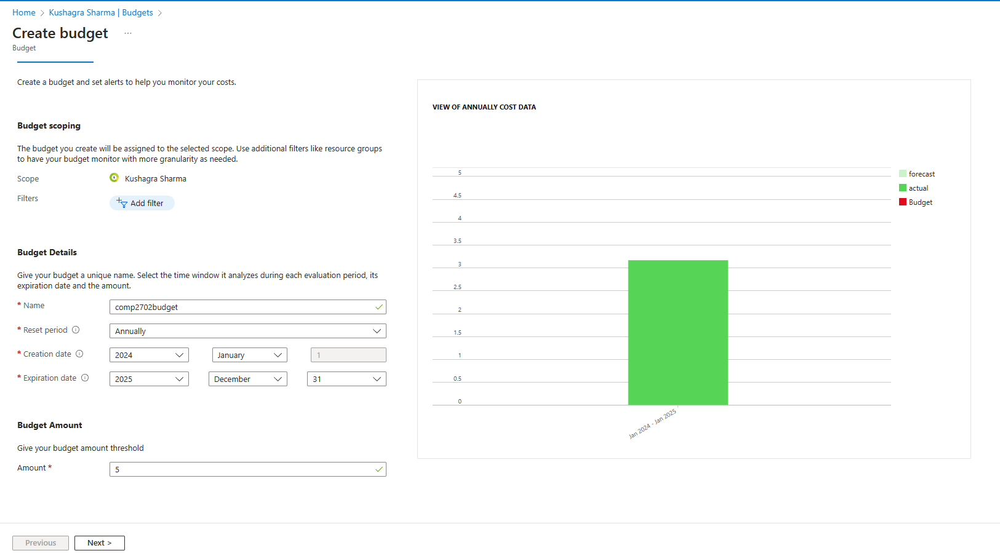 Home > Kushagra Sharma | Budgets >
Create budget ...
Budget
Create a budget and set alerts to help you monitor your costs.
Budget scoping
The budget you create will be assigned to the selected scope. Use additional filters like resource groups
to have your budget monitor with more granularity as needed.
Scope Kushagra Sharma
Filters Add filter
Budget Details
Give your budget a unique name. Select the time window it analyzes during each evaluation period, its
expiration date and the amount.
* Name comp2702budget
* Reset period Annually
* Creation date 2024 January 1
* Expiration date 2025 December 31
Budget Amount
Give your budget amount threshold
Amount * 5
VIEW OF ANNUALLY COST DATA
5
4.5
4
3.5
3
2.5
2
1.5
1
0.5
0
Jan 2024 - Jan 2025
forecast
actual
Budget
Previous Next >